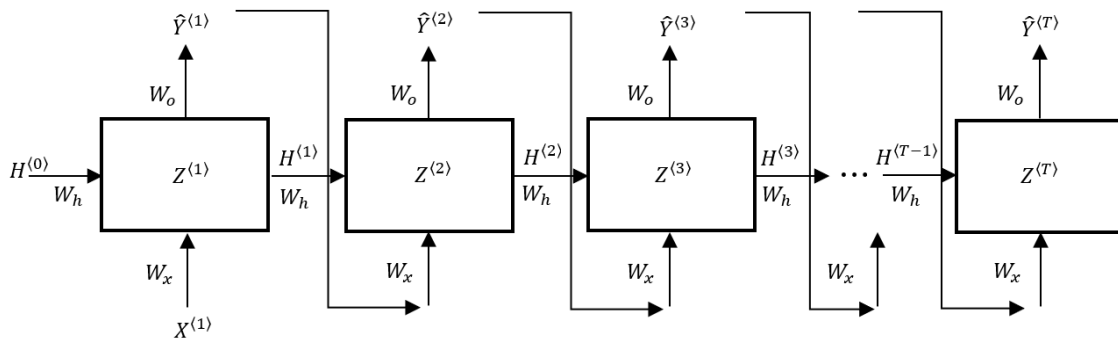 Ŷ⟨1⟩ Ŷ⟨2⟩ Ŷ⟨3⟩ Ŷ⟨T⟩
W_o W_o W_o W_o
H⟨0⟩ Z⟨1⟩ H⟨1⟩ Z⟨2⟩ H⟨2⟩ Z⟨3⟩ H⟨3⟩ ⋯ H⟨T−1⟩ Z⟨T⟩
W_h W_h W_h W_h W_h
W_x W_x W_x W_x W_x
X⟨1⟩